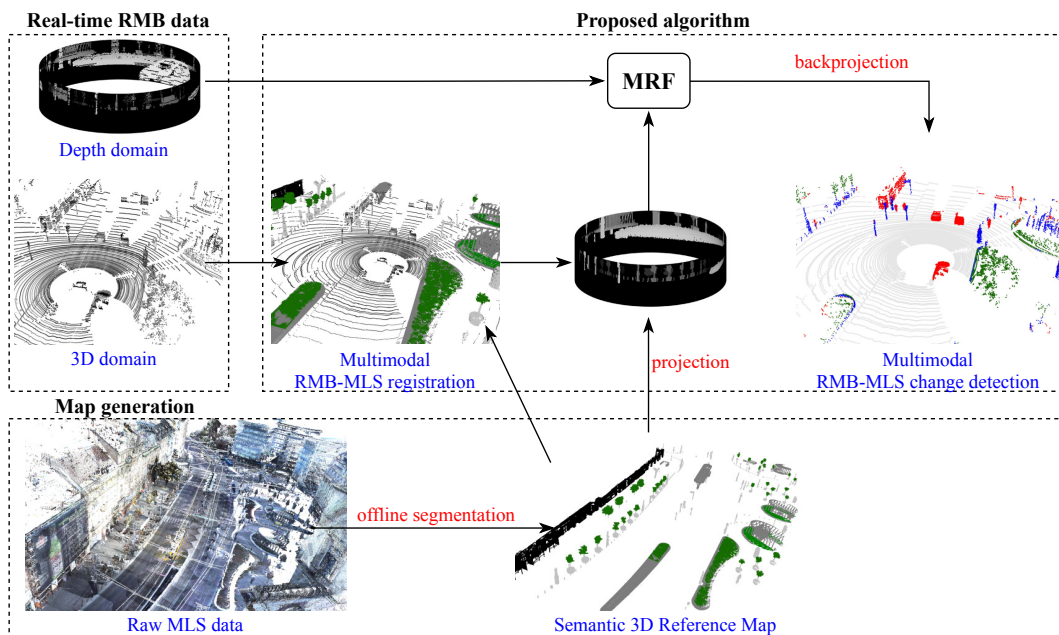 Real-time RMB data
Proposed algorithm
MRF
backprojection
Depth domain
3D domain
Multimodal
RMB-MLS registration
projection
Multimodal
RMB-MLS change detection
Map generation
offline segmentation
Raw MLS data
Semantic 3D Reference Map